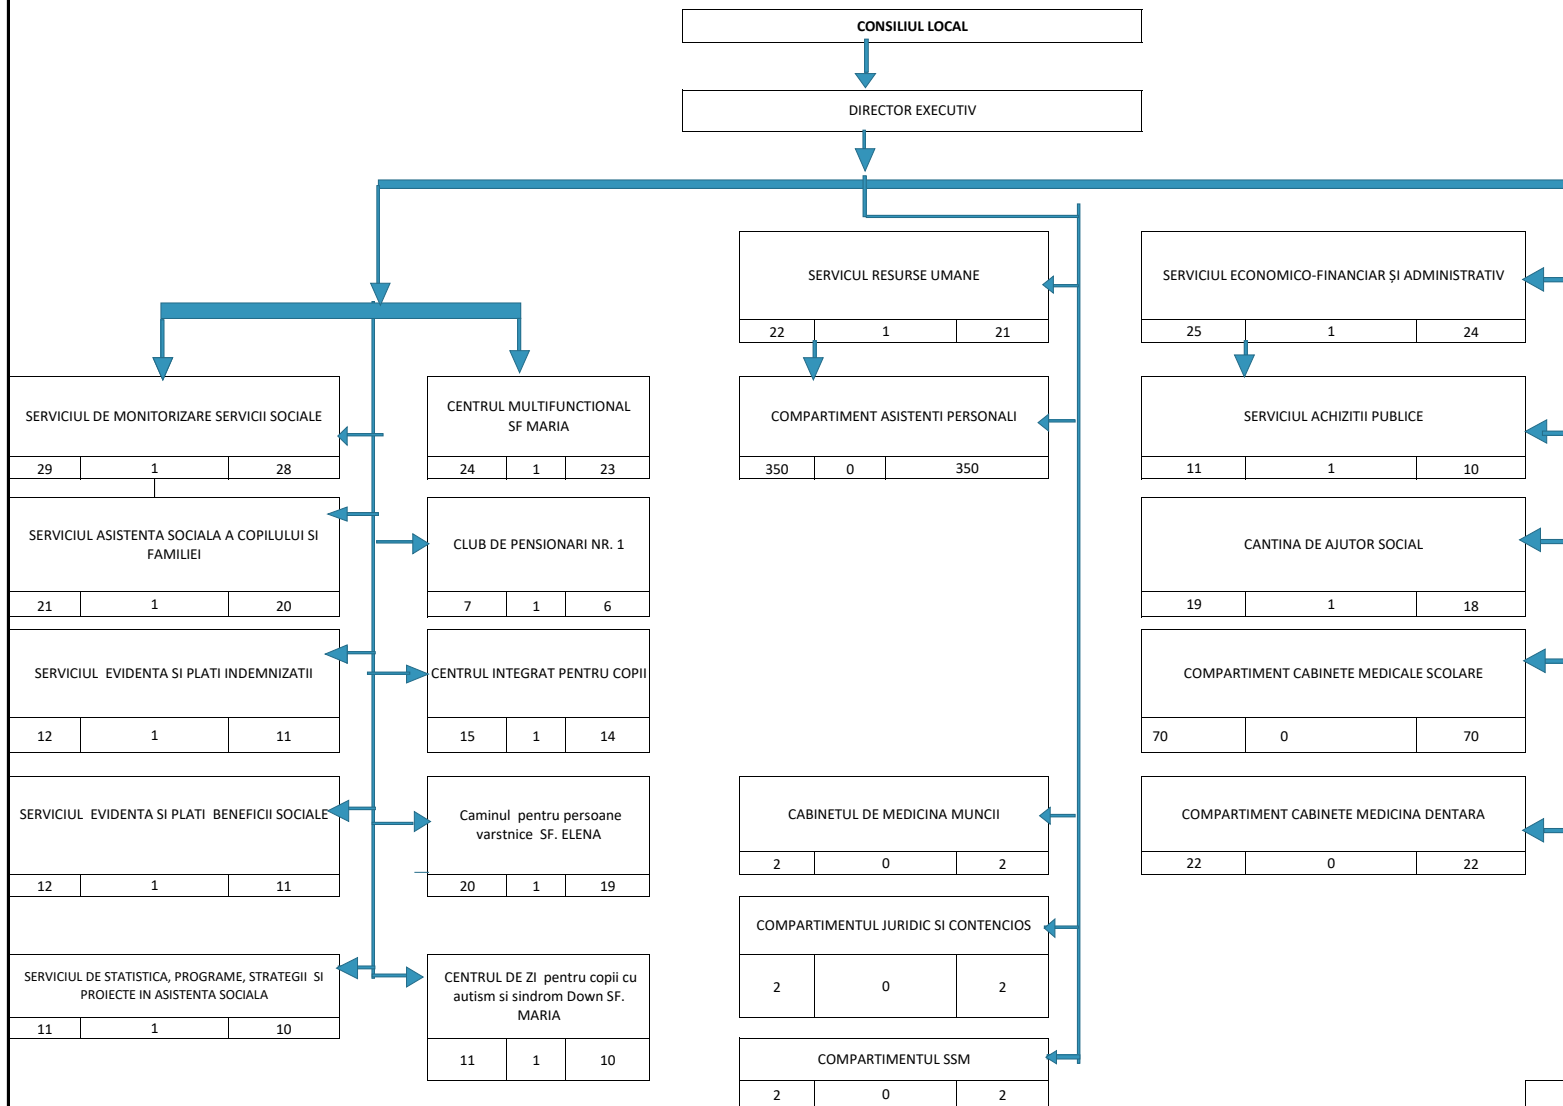 CONSILIUL LOCAL
DIRECTOR EXECUTIV
SERVICIUL DE MONITORIZARE SERVICII SOCIALE
29 1 28
SERVICIUL ASISTENTA SOCIALA A COPILULUI SI
FAMILIEI
21 1 20
SERVICIUL EVIDENTA SI PLATI INDEMNIZATII
12 1 11
SERVICIUL EVIDENTA SI PLATI BENEFICII SOCIALE
12 1 11
SERVICIUL DE STATISTICA, PROGRAME, STRATEGII SI
PROIECTE IN ASISTENTA SOCIALA
11 1 10
CENTRUL MULTIFUNCTIONAL
SF MARIA
24 1 23
CLUB DE PENSIONARI NR. 1
7 1 6
CENTRUL INTEGRAT PENTRU COPII
15 1 14
Caminul pentru persoane
varstnice SF. ELENA
20 1 19
CENTRUL DE ZI pentru copii cu
autism si sindrom Down SF.
MARIA
11 1 10
SERVICUL RESURSE UMANE
22 1 21
COMPARTIMENT ASISTENTI PERSONALI
350 0 350
CABINETUL DE MEDICINA MUNCII
2 0 2
COMPARTIMENTUL JURIDIC SI CONTENCIOS
2 0 2
COMPARTIMENTUL SSM
2 0 2
SERVICIUL ECONOMICO-FINANCIAR ȘI ADMINISTRATIV
25 1 24
SERVICIUL ACHIZITII PUBLICE
11 1 10
CANTINA DE AJUTOR SOCIAL
19 1 18
COMPARTIMENT CABINETE MEDICALE SCOLARE
70 0 70
COMPARTIMENT CABINETE MEDICINA DENTARA
22 0 22